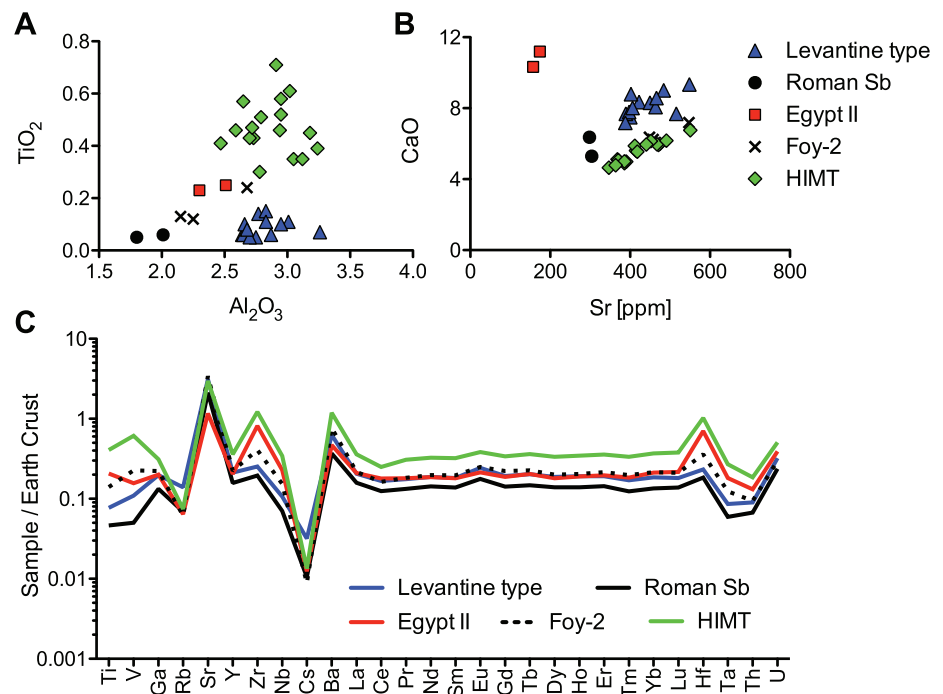 A
TiO2
0.8
0.6
0.4
0.2
0.0
1.5 2.0 2.5 3.0 3.5 4.0
Al2O3
B
CaO
12
8
4
0
0 200 400 600 800
Sr [ppm]
Levantine type
Roman Sb
Egypt II
Foy-2
HIMT
C
Sample / Earth Crust
10
1
0.1
0.01
0.001
Levantine type Roman Sb
Egypt II Foy-2 HIMT
Ti V Ga Rb Sr Y Zr Nb Cs Ba La Ce Pr Nd Sm Eu Gd Tb Dy Ho Er Tm Yb Lu Hf Ta Th U